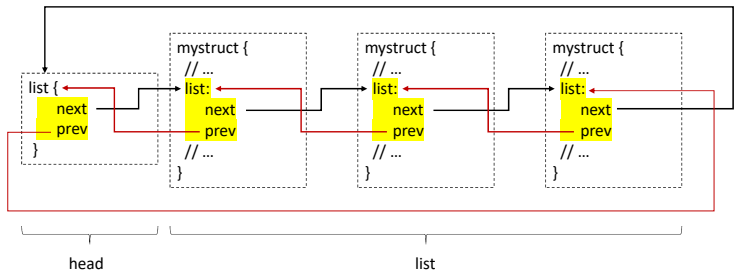 list {
next
prev
}
mystruct {
// ...
list:
next
prev
// ...
}
mystruct {
// ...
list:
next
prev
// ...
}
mystruct {
// ...
list:
next
prev
// ...
}
head
list